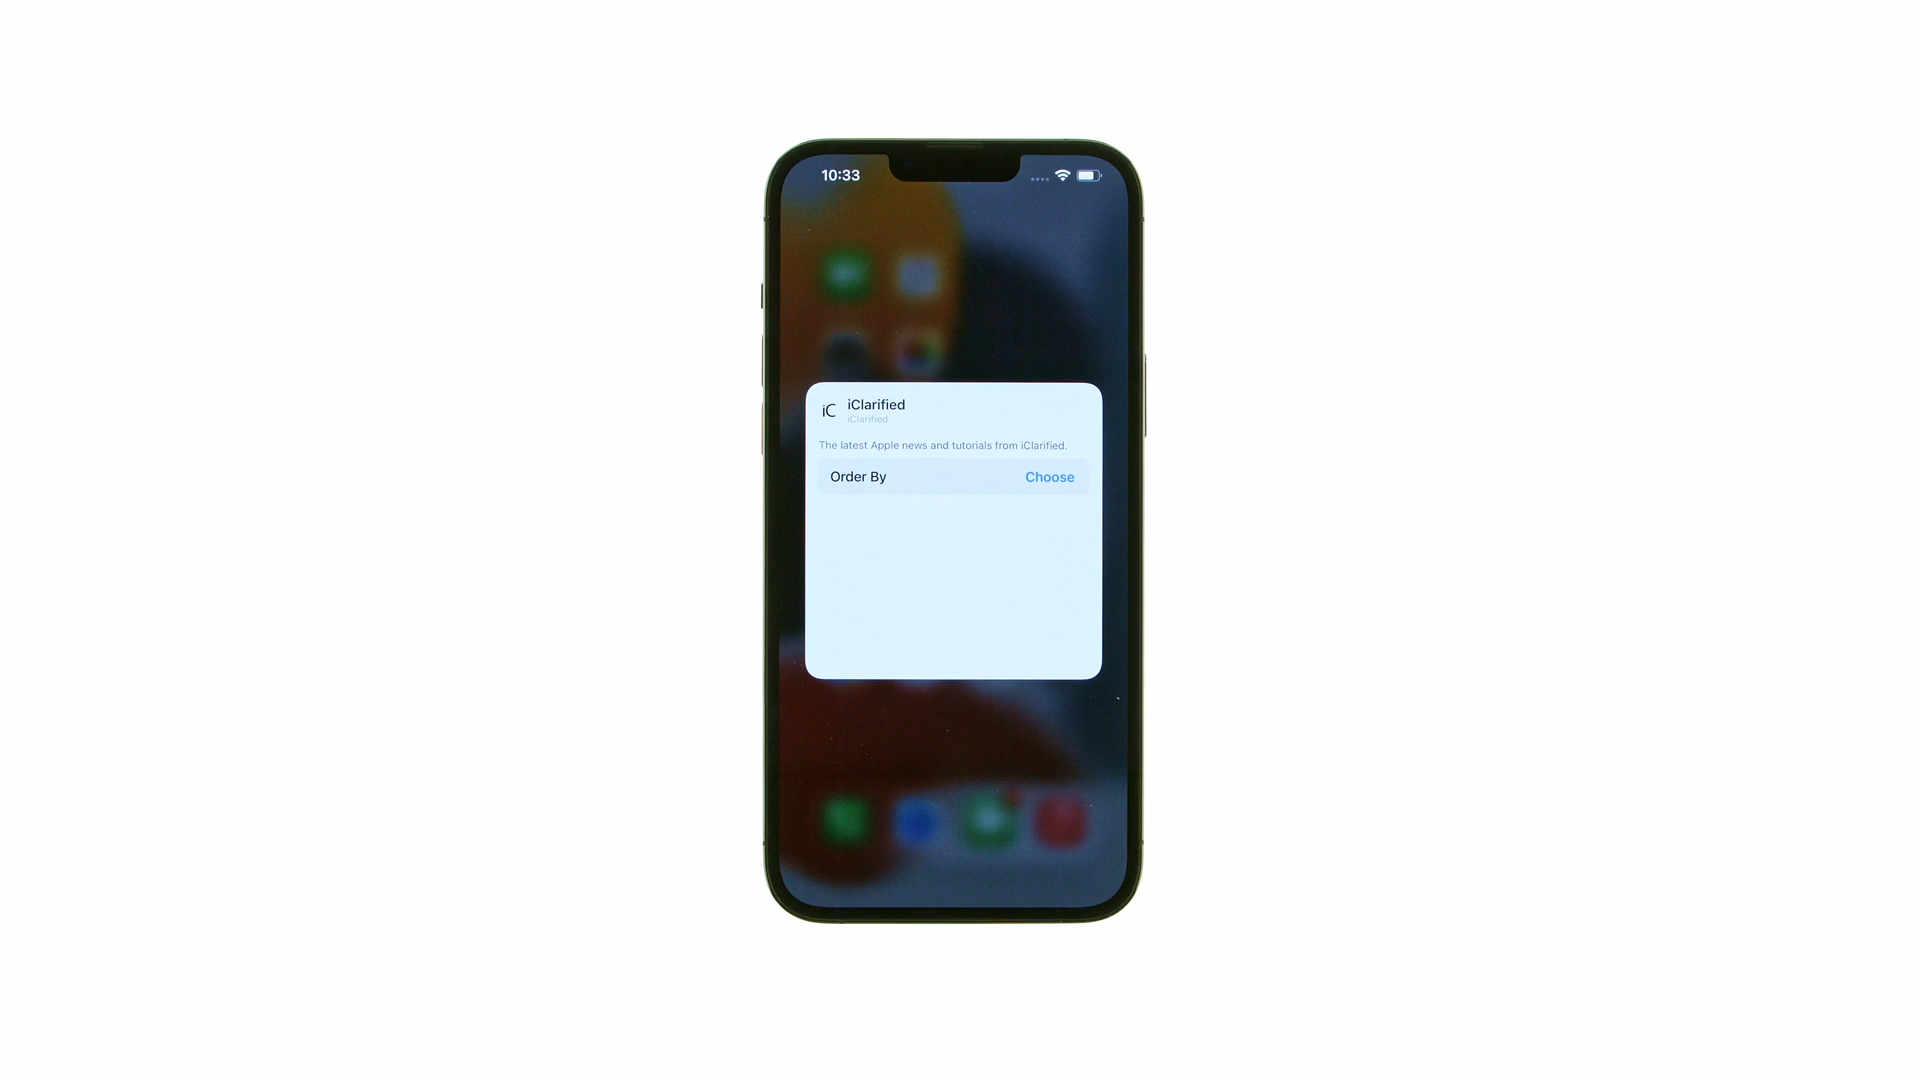 10:33
iC
iClarified
iClarified
The latest Apple news and tutorials from iClarified.
Order By
Choose